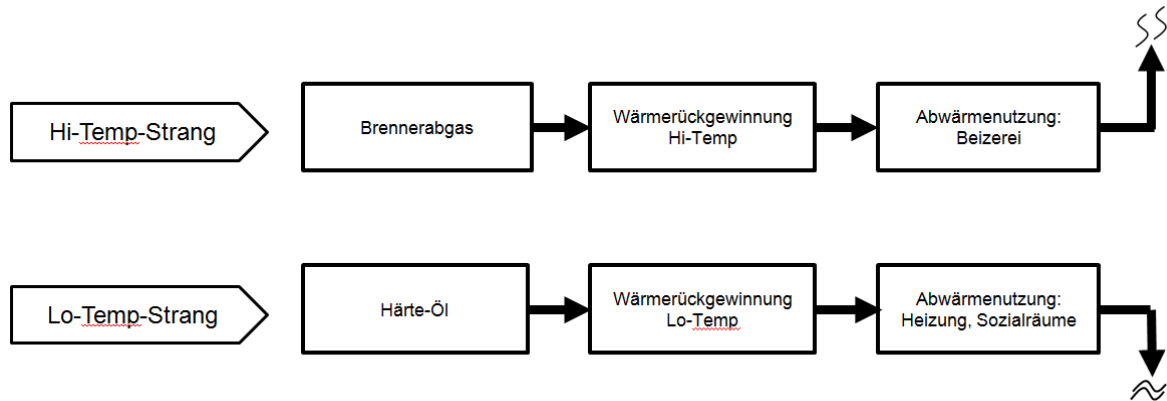 Hi-Temp-Strang
Brennerabgas
Wärmerückgewinnung
Hi-Temp
Abwärmenutzung:
Beizerei
Lo-Temp-Strang
Härte-Öl
Wärmerückgewinnung
Lo-Temp
Abwärmenutzung:
Heizung, Sozialräume